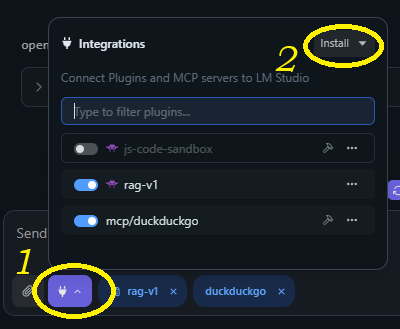 open
Integrations
2
Install
Connect Plugins and MCP servers to LM Studio
Type to filter plugins...
js-code-sandbox
rag-v1
mcp/duckduckgo
Send
1
rag-v1
duckduckgo